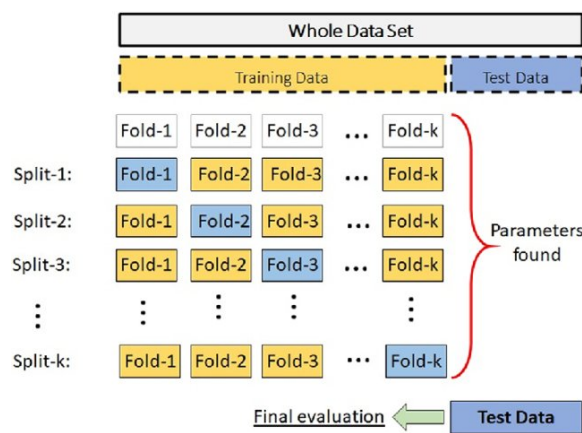 Whole Data Set
Training Data Test Data
Fold-1 Fold-2 Fold-3 ... Fold-k
Split-1: Fold-1 Fold-2 Fold-3 ... Fold-k
Split-2: Fold-1 Fold-2 Fold-3 ... Fold-k
Split-3: Fold-1 Fold-2 Fold-3 ... Fold-k
Split-k: Fold-1 Fold-2 Fold-3 ... Fold-k
Parameters
found
Final evaluation Test Data